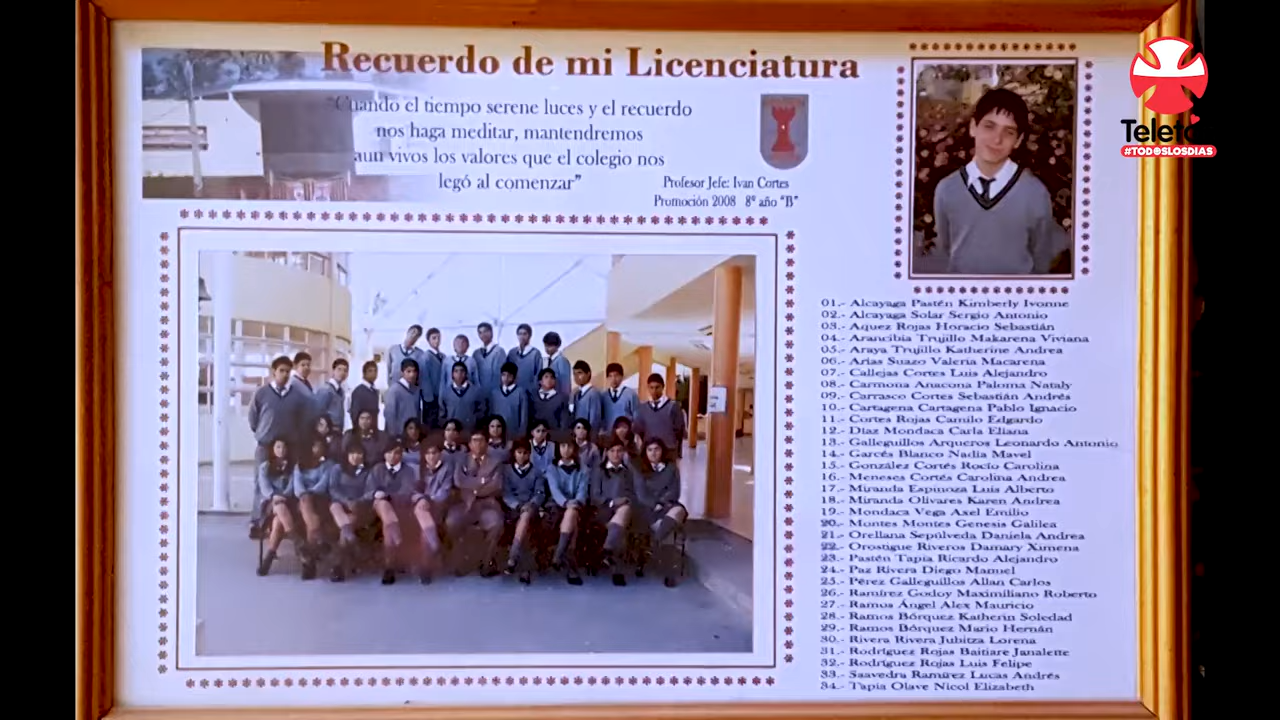 Recuerdo de mi Licenciatura
"Cuando el tiempo serene luces y el recuerdo
nos haga meditar, mantendremos
aun vivos los valores que el colegio nos
legó al comenzar"
Profesor Jefe: Ivan Cortes
Promoción 2008 8º año "B"
Teletó
#TODOSLOSDIAS
01.- Alcayaga Pastén Kimberly Ivonne
02.- Alcayaga Solar Sergio Antonio
03.- Aquez Rojas Horacio Sebastián
04.- Arancibia Trujillo Makarena Viviana
05.- Araya Trujillo Katherine Andrea
06.- Arias Suazo Valeria Macarena
07.- Callejas Cortes Luis Alejandro
08.- Carmona Anacona Paloma Nataly
09.- Carrasco Cortes Sebastián Andrés
10.- Cartagena Cartagena Pablo Ignacio
11.- Cortes Rojas Camilo Edgardo
12.- Díaz Mondaca Carla Eliana
13.- Galleguillos Arqueros Leonardo Antonio
14.- Garcés Blanco Nadia Mavel
15.- González Cortés Rocío Carolina
16.- Meneses Cortés Carolina Andrea
17.- Miranda Espinoza Luis Alberto
18.- Miranda Olivares Karen Andrea
19.- Mondaca Vega Axel Emilio
20.- Montes Montes Genesis Galilea
21.- Orellana Sepúlveda Daniela Andrea
22.- Orostigue Riveros Damary Ximena
23.- Pastén Tapia Ricardo Alejandro
24.- Paz Rivera Diego Manuel
25.- Pérez Galleguillos Allan Carlos
26.- Ramírez Godoy Maximiliano Roberto
27.- Ramos Ángel Alex Mauricio
28.- Ramos Bórquez Katherin Soledad
29.- Ramos Bórquez Mario Hernán
30.- Rivera Rivera Jubitza Lorena
31.- Rodríguez Rojas Baitiare Janalette
32.- Rodríguez Rojas Luis Felipe
33.- Saavedra Ramírez Lucas Andrés
34.- Tapia Olave Nicol Elizabeth